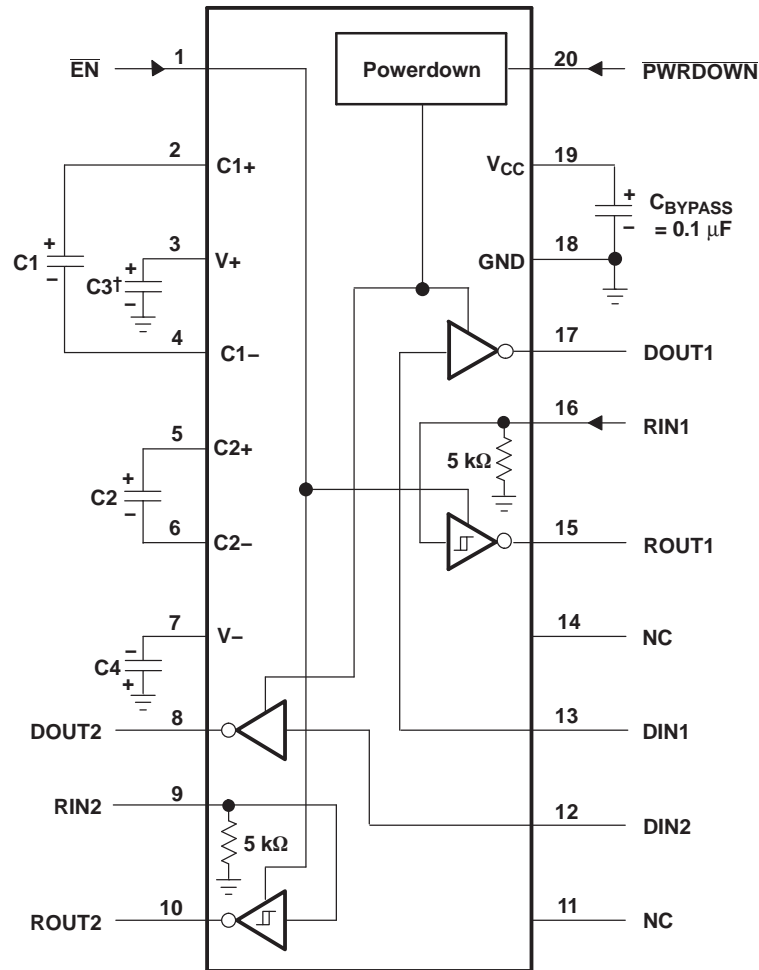 EN 1
Powerdown
20 PWRDOWN
2 C1+
VCC 19
+
CBYPASS
= 0.1 μF
−
+
C1
−
3 V+
+
C3†
−
GND 18
4 C1−
17 DOUT1
16 RIN1
5 C2+
5 kΩ
+
C2
−
6 C2−
15 ROUT1
7 V−
14 NC
−
C4
+
DOUT2 8
13 DIN1
RIN2 9
12 DIN2
5 kΩ
ROUT2 10
11 NC